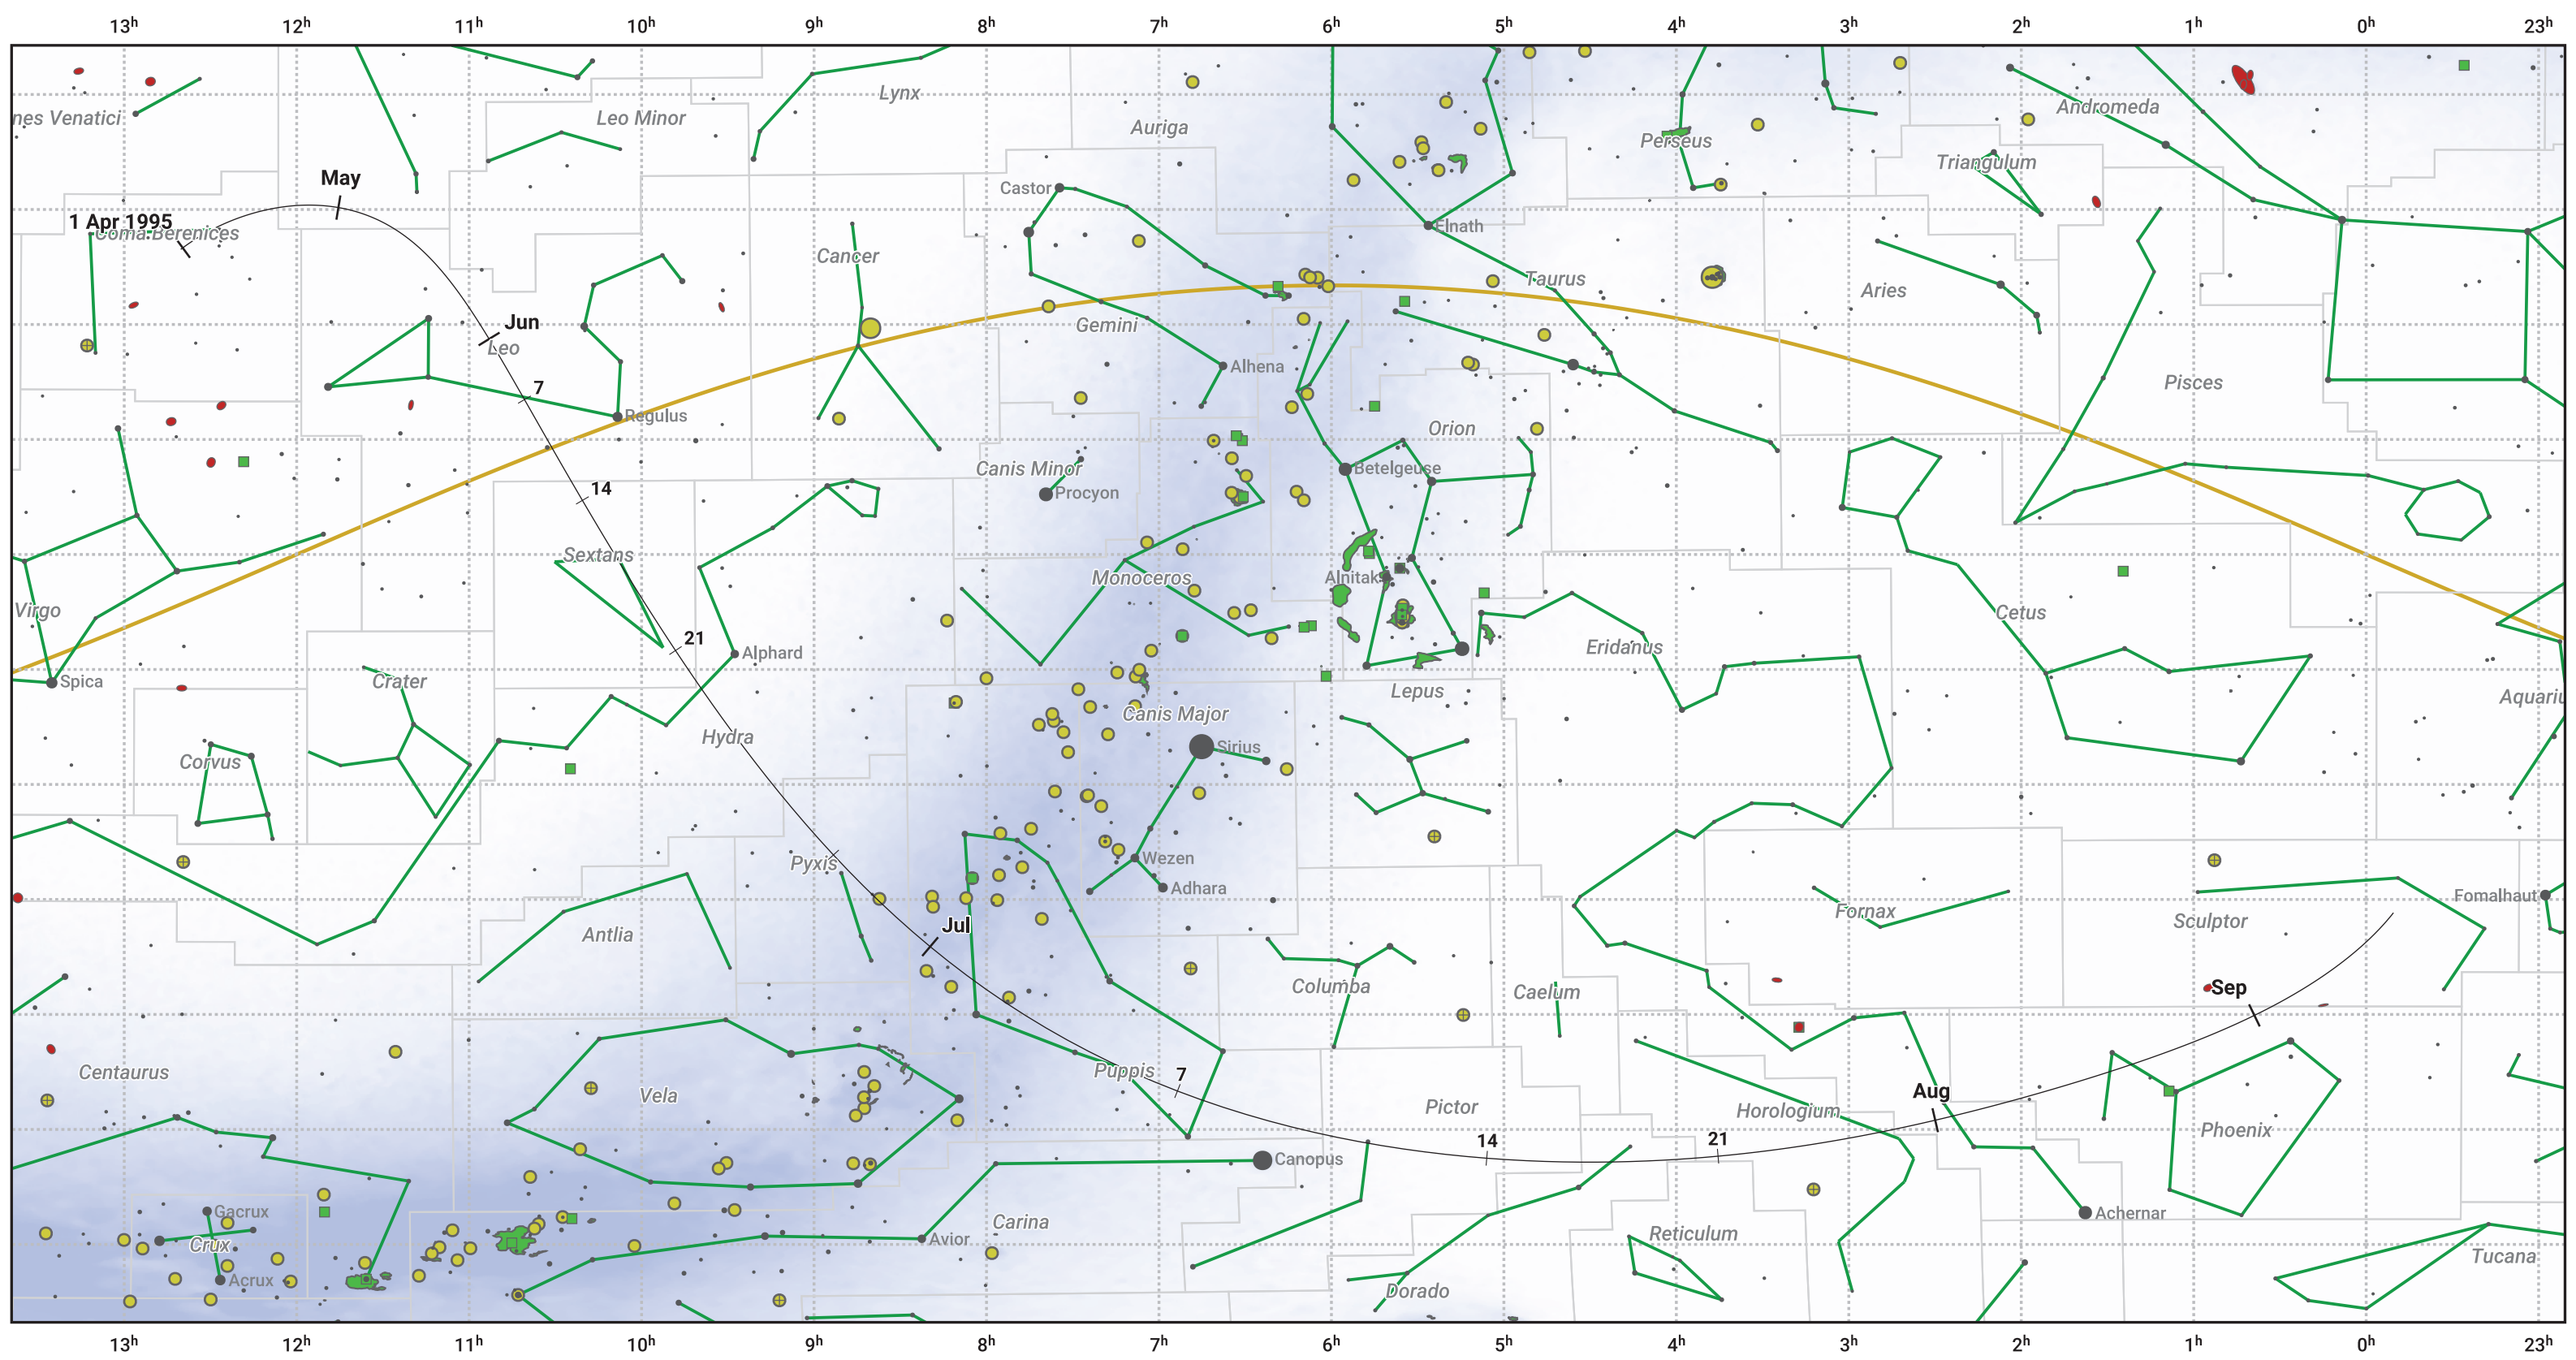 13h 12h 11h 10h 9h 8h 7h 6h 5h 4h 3h 2h 1h 0h 23h
Lynx
Andromeda
nes Venatici
Leo Minor
Auriga
Perseus
Triangulum
May
Castor
1 Apr 1995
Coma Berenices
Elnath
Cancer
Taurus
Aries
Jun
Gemini
Leo
Alhena
7
Pisces
Regulus
Orion
Canis Minor
Betelgeuse
14
Procyon
Sextans
Monoceros
Alnitak
Virgo
Cetus
21
Eridanus
Alphard
Spica
Crater
Lepus
Aquariu
Canis Major
Hydra
Sirius
Corvus
Pyxis
Wezen
Adhara
Fomalhaut
Fornax
Jul
Sculptor
Antlia
Columba
Caelum
Sep
Centaurus
Puppis
7
Vela
Aug
Pictor
Horologium
Phoenix
14
21
Canopus
Gacrux
Achernar
Carina
Reticulum
Crux
Avior
Tucana
Acrux
Dorado
13h 12h 11h 10h 9h 8h 7h 6h 5h 4h 3h 2h 1h 0h 23h